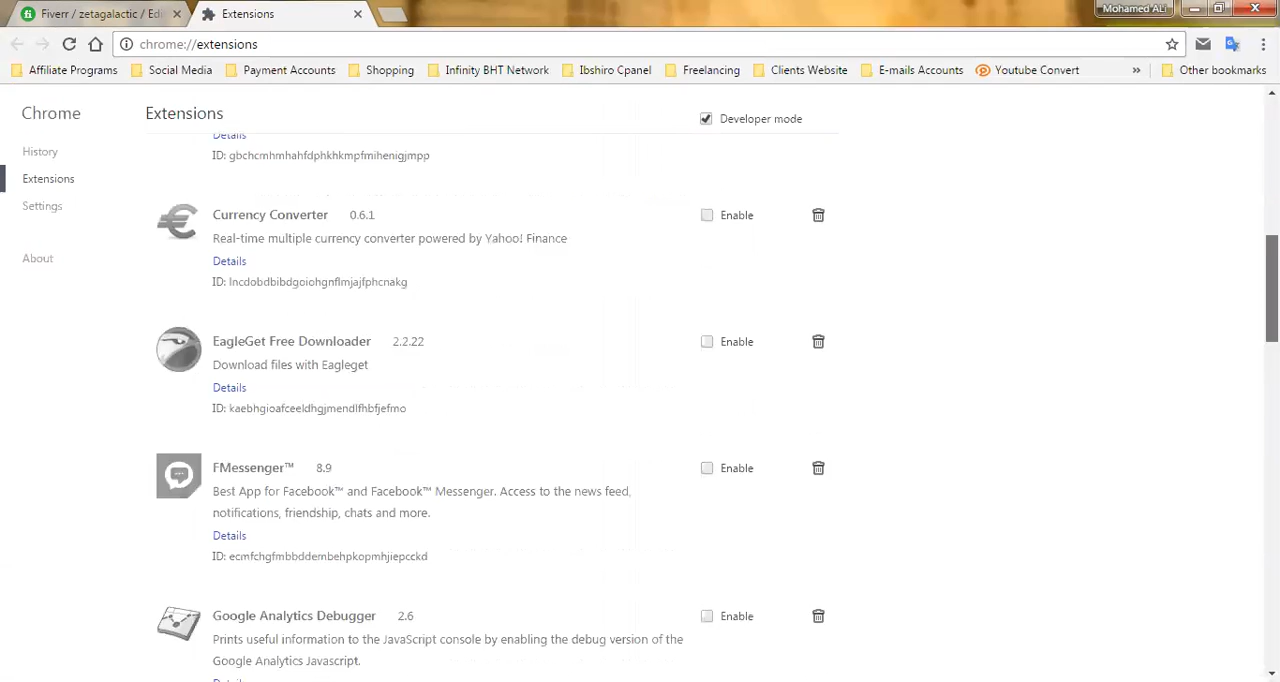 Fiverr / zetagalactic / Edi
Extensions
Mohamed ALi
chrome://extensions
Affiliate Programs
Social Media
Payment Accounts
Shopping
Infinity BHT Network
Ibshiro Cpanel
Freelancing
Clients Website
E-mails Accounts
Youtube Convert
»
Other bookmarks
Chrome
History
Extensions
Settings
About
Extensions
Developer mode
Details
ID: gbchcmhmhahfdphkhkmpfmihenigjmpp
Currency Converter 0.6.1
Enable
Real-time multiple currency converter powered by Yahoo! Finance
Details
ID: lncdobdbibdgoiohgnflmjajfphcnakg
EagleGet Free Downloader 2.2.22
Enable
Download files with Eagleget
Details
ID: kaebhgioafceeldhgjmendlfhbfjefmo
FMessenger™ 8.9
Enable
Best App for Facebook™ and Facebook™ Messenger. Access to the news feed,
notifications, friendship, chats and more.
Details
ID: ecmfchgfmbbddembehpkopmhjiepcckd
Google Analytics Debugger 2.6
Enable
Prints useful information to the JavaScript console by enabling the debug version of the
Google Analytics Javascript.
Details